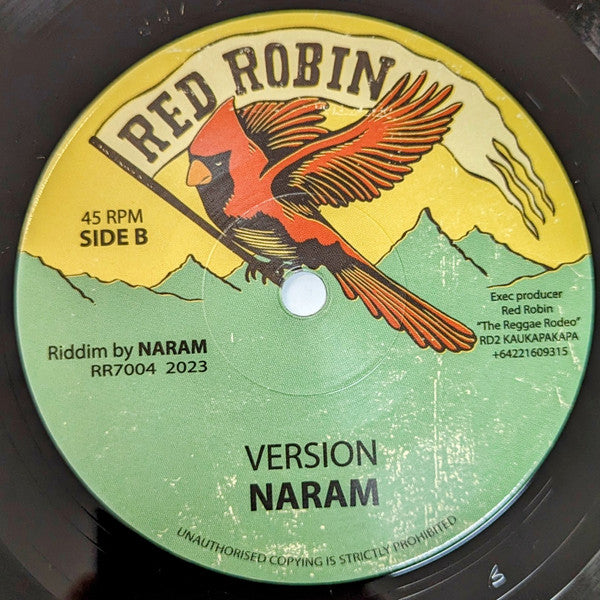 RED ROBIN
45 RPM
SIDE B
Exec producer
Red Robin
"The Reggae Rodeo"
RD2 KAUKAPAKAPA
+64221609315
Riddim by NARAM
RR7004 2023
VERSION
NARAM
UNAUTHORISED COPYING IS STRICTLY PROHIBITED